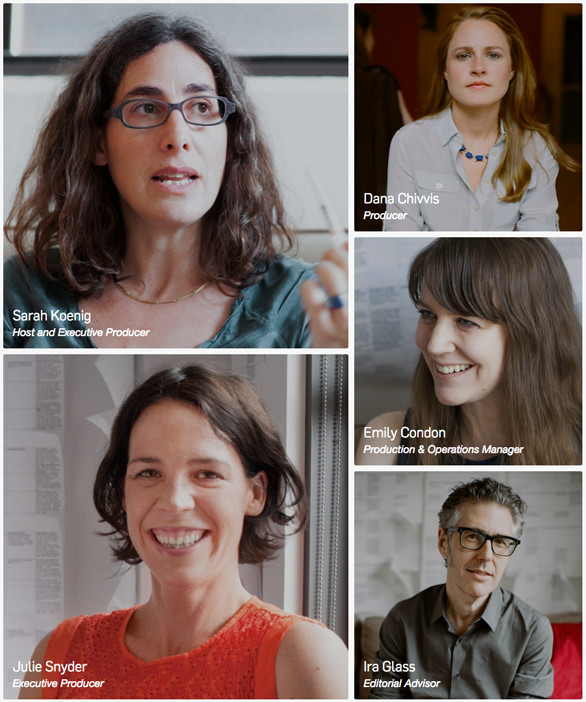 Sarah Koenig
Host and Executive Producer
Dana Chivvis
Producer
Emily Condon
Production & Operations Manager
Julie Snyder
Executive Producer
Ira Glass
Editorial Advisor